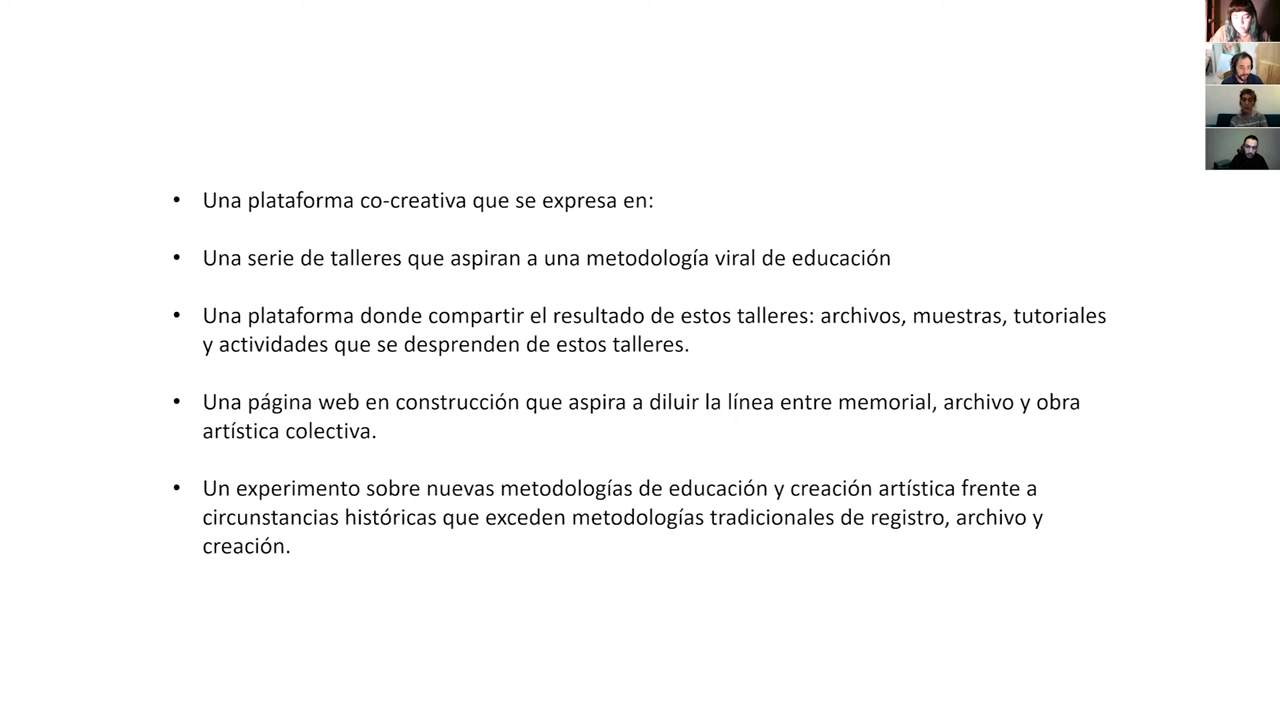 • Una plataforma co-creativa que se expresa en:
• Una serie de talleres que aspiran a una metodología viral de educación
• Una plataforma donde compartir el resultado de estos talleres: archivos, muestras, tutoriales
y actividades que se desprenden de estos talleres.
• Una página web en construcción que aspira a diluir la línea entre memorial, archivo y obra
artística colectiva.
• Un experimento sobre nuevas metodologías de educación y creación artística frente a
circunstancias históricas que exceden metodologías tradicionales de registro, archivo y
creación.